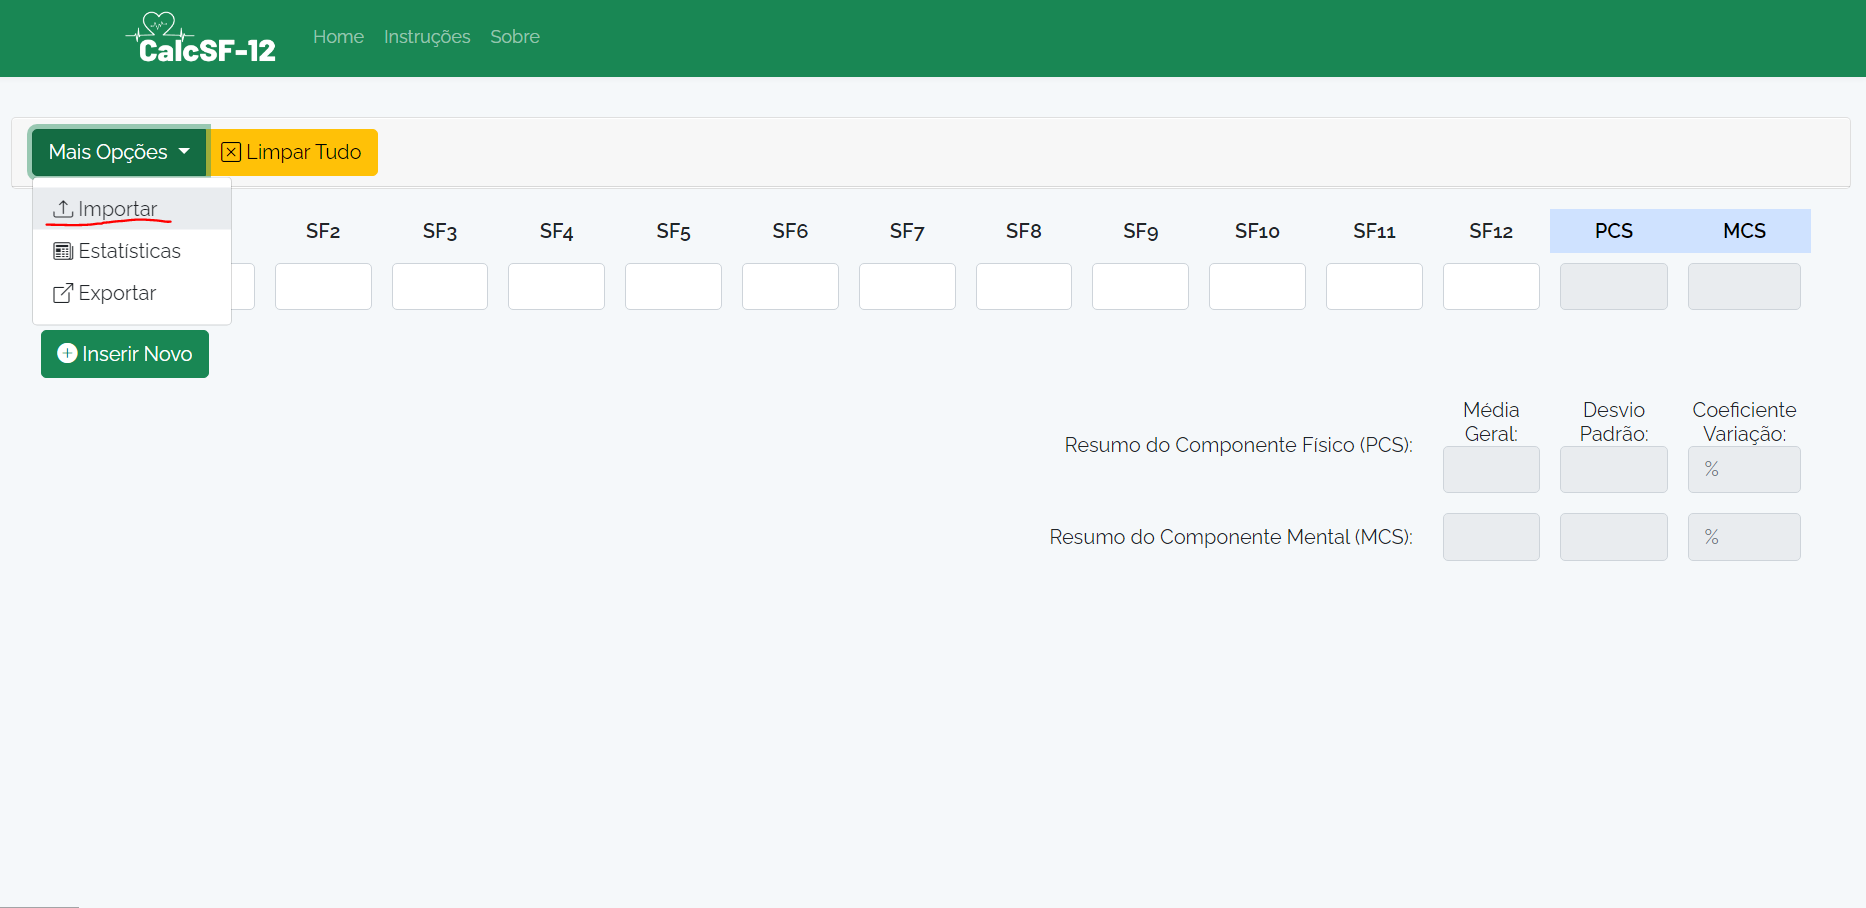 CalcSF-12
Home Instruções Sobre
Mais Opções Limpar Tudo
Importar
Estatísticas
Exportar
SF2 SF3 SF4 SF5 SF6 SF7 SF8 SF9 SF10 SF11 SF12 PCS MCS
Inserir Novo
Média Geral: Desvio Padrão: Coeficiente Variação:
Resumo do Componente Físico (PCS):
%
Resumo do Componente Mental (MCS):
%